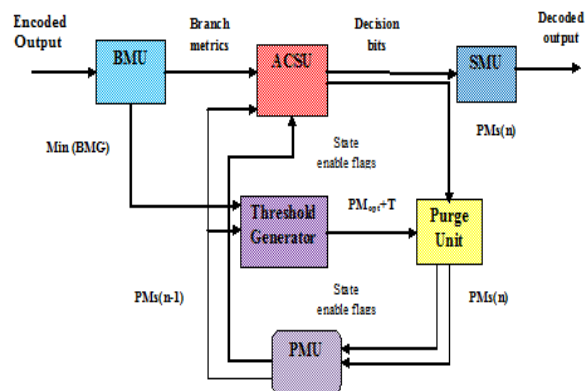 Encoded
Output
Branch
metrics
Decision
bits
Decoded
output
BMU
ACSU
SMU
PMs(n)
Min (BMG)
State
enable flags
Threshold
Generator
PMopt+T
Purge
Unit
PMs(n-1)
State
enable flags
PMs(n)
PMU